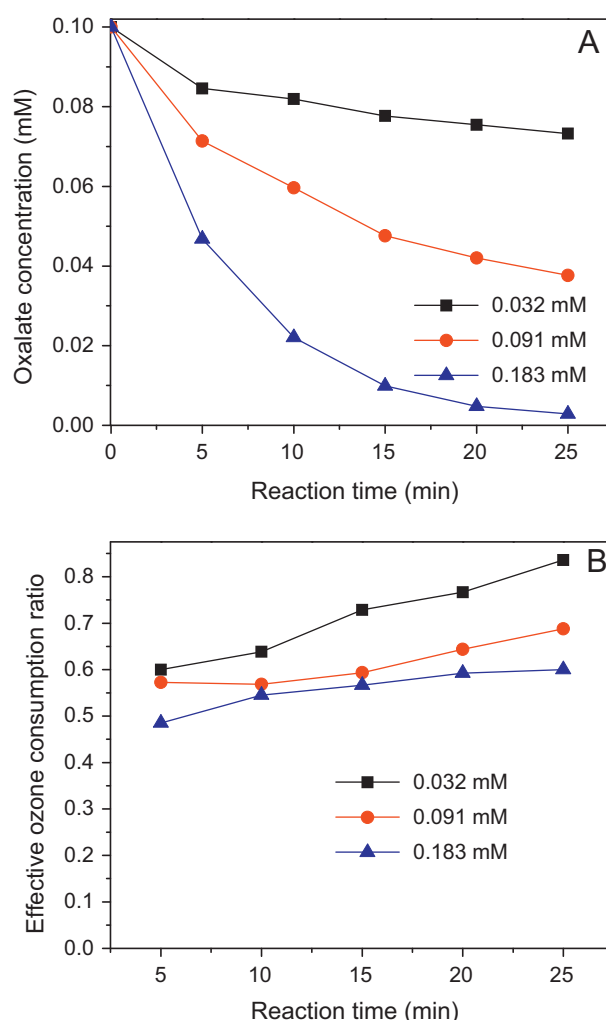 A
0.10
0.08
0.06
0.04
0.02
0.00
Oxalate concentration (mM)
0.032 mM
0.091 mM
0.183 mM
0 5 10 15 20 25
Reaction time (min)
B
0.8
0.7
0.6
0.5
0.4
0.3
0.2
0.1
0.0
Effective ozone consumption ratio
0.032 mM
0.091 mM
0.183 mM
5 10 15 20 25
Reaction time (min)